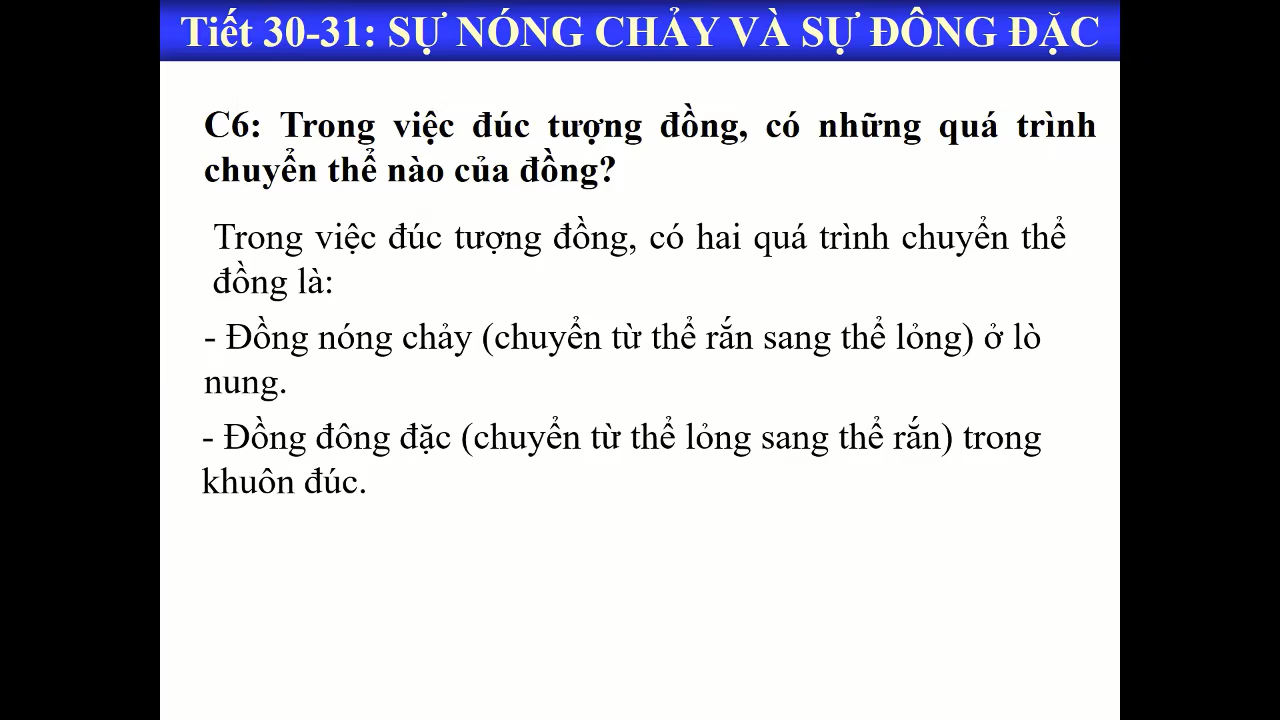 Tiết 30-31: SỰ NÓNG CHẢY VÀ SỰ ĐÔNG ĐẶC
C6: Trong việc đúc tượng đồng, có những quá trình
chuyển thể nào của đồng?
Trong việc đúc tượng đồng, có hai quá trình chuyển thể
đồng là:
- Đồng nóng chảy (chuyển từ thể rắn sang thể lỏng) ở lò
nung.
- Đồng đông đặc (chuyển từ thể lỏng sang thể rắn) trong
khuôn đúc.